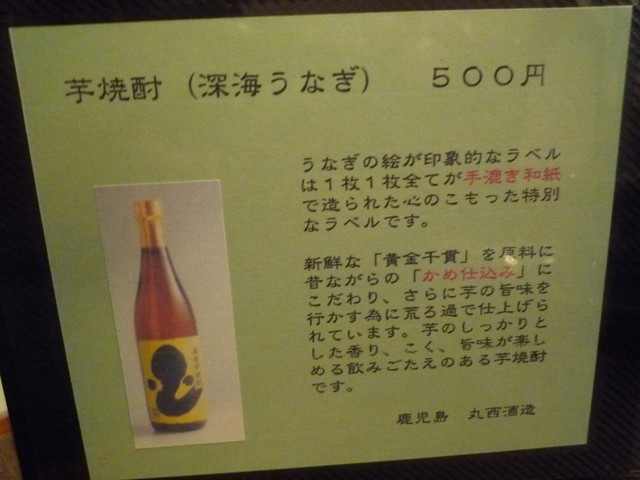 芋焼酎（深海うなぎ）　５００円
うなぎの絵が印象的なラベル
は１枚１枚全てが手漉き和紙
で造られた心のこもった特別
なラベルです。
新鮮な「黄金千貫」を原料に
昔ながらの「かめ仕込み」に
こだわり、さらに芋の旨味を
行かす為に荒ろ過で仕上げら
れています。芋のしっかりと
した香り、こく、旨味が楽し
める飲みごたえのある芋焼酎
です。
鹿児島　丸西酒造
う